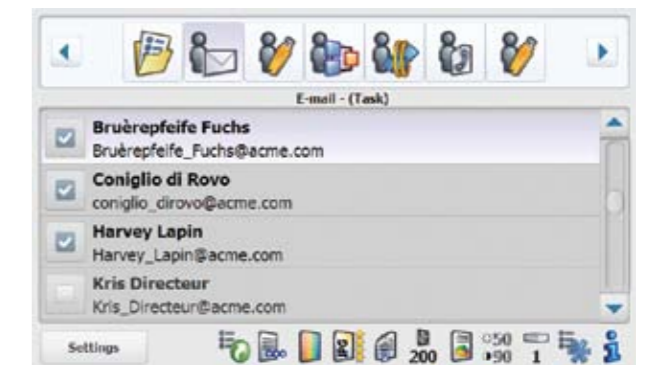 E-mail - (Task)
Bruèrepfeife Fuchs
Bruèrepfeife_Fuchs@acme.com
Coniglio di Rovo
coniglio_dirovo@acme.com
Harvey Lapin
Harvey_Lapin@acme.com
Kris Directeur
Kris_Directeur@acme.com
Settings
200
50
90
1